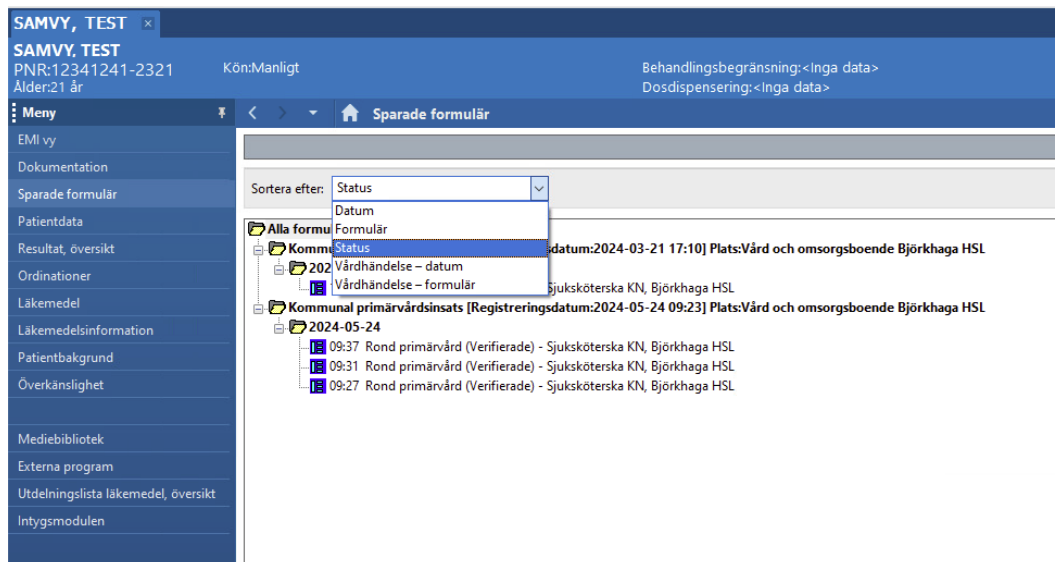 SAMVY, TEST
SAMVY, TEST
PNR:12341241-2321 Kön:Manligt Behandlingsbegränsning:<Inga data>
Ålder:21 år Dosdispensering:<Inga data>
Meny
Sparade formulär
EMI vy
Dokumentation
Sparade formulär
Patientdata
Resultat, översikt
Ordinationer
Läkemedel
Läkemedelsinformation
Patientbakgrund
Överkänslighet
Mediebibliotek
Externa program
Utdelningslista läkemedel, översikt
Intygsmodulen
Sortera efter: Status
Datum
Formulär
Status
Vårdhändelse – datum
Vårdhändelse – formulär
Alla formu
Kommu sdatum:2024-03-21 17:10] Plats:Vård och omsorgsboende Björkhaga HSL
202
Sjuksköterska KN, Björkhaga HSL
Kommunal primärvårdsinsats [Registreringsdatum:2024-05-24 09:23] Plats:Vård och omsorgsboende Björkhaga HSL
2024-05-24
09:37 Rond primärvård (Verifierade) - Sjuksköterska KN, Björkhaga HSL
09:31 Rond primärvård (Verifierade) - Sjuksköterska KN, Björkhaga HSL
09:27 Rond primärvård (Verifierade) - Sjuksköterska KN, Björkhaga HSL